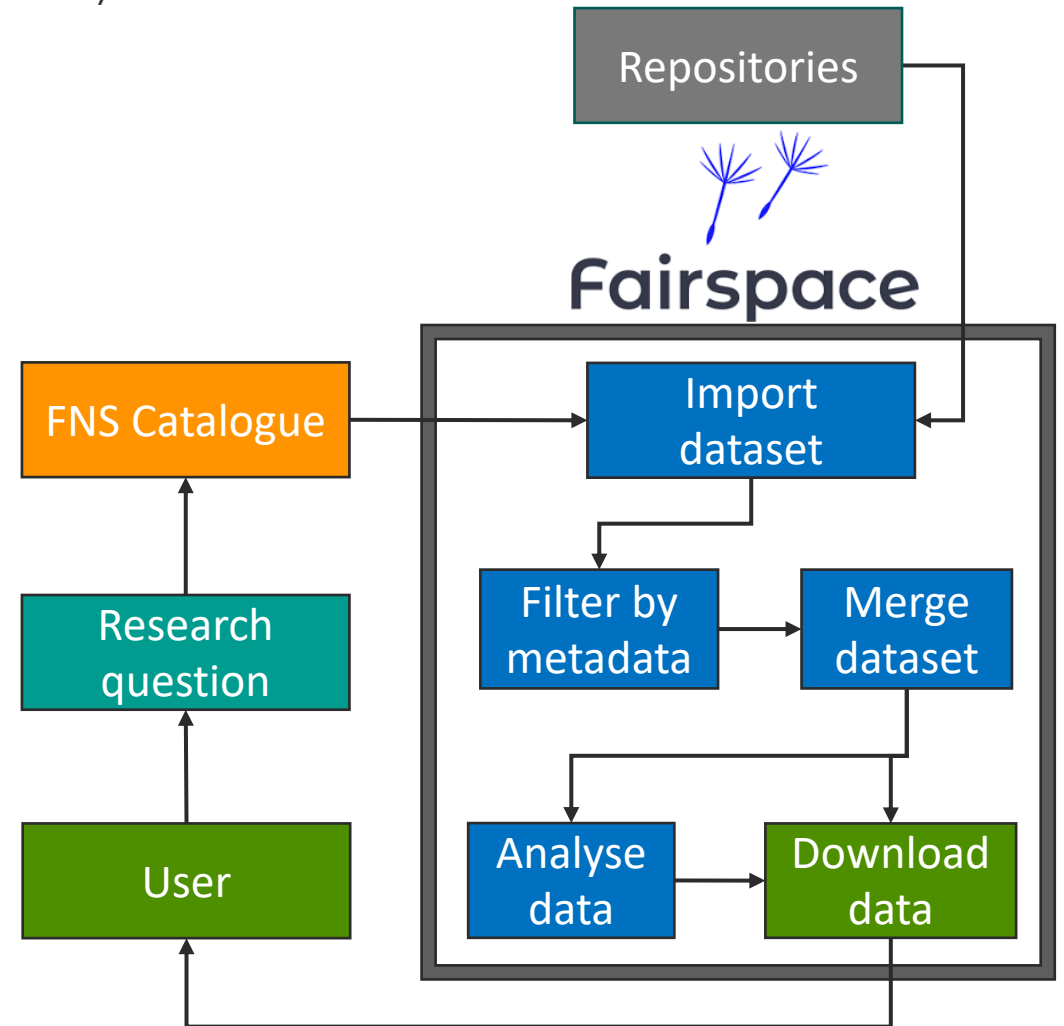 Repositories
Fairspace
FNS Catalogue
Import
dataset
Filter by
metadata
Merge
dataset
Research
question
Analyse
data
Download
data
User